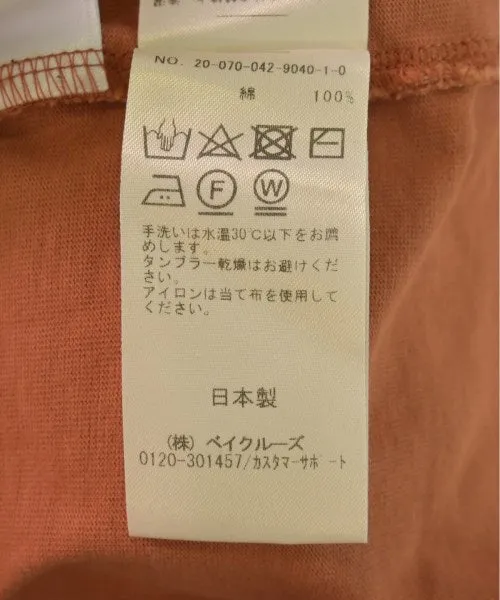 NO. 20-070-042-9040-1-0
綿 100%
F W
手洗いは水温30℃以下をお薦
めします。
タンブラー乾燥はお避けくだ
さい。
アイロンは当て布を使用して
ください。
日本製
(株) ベイクルーズ
0120-301457/カスタマーサポート